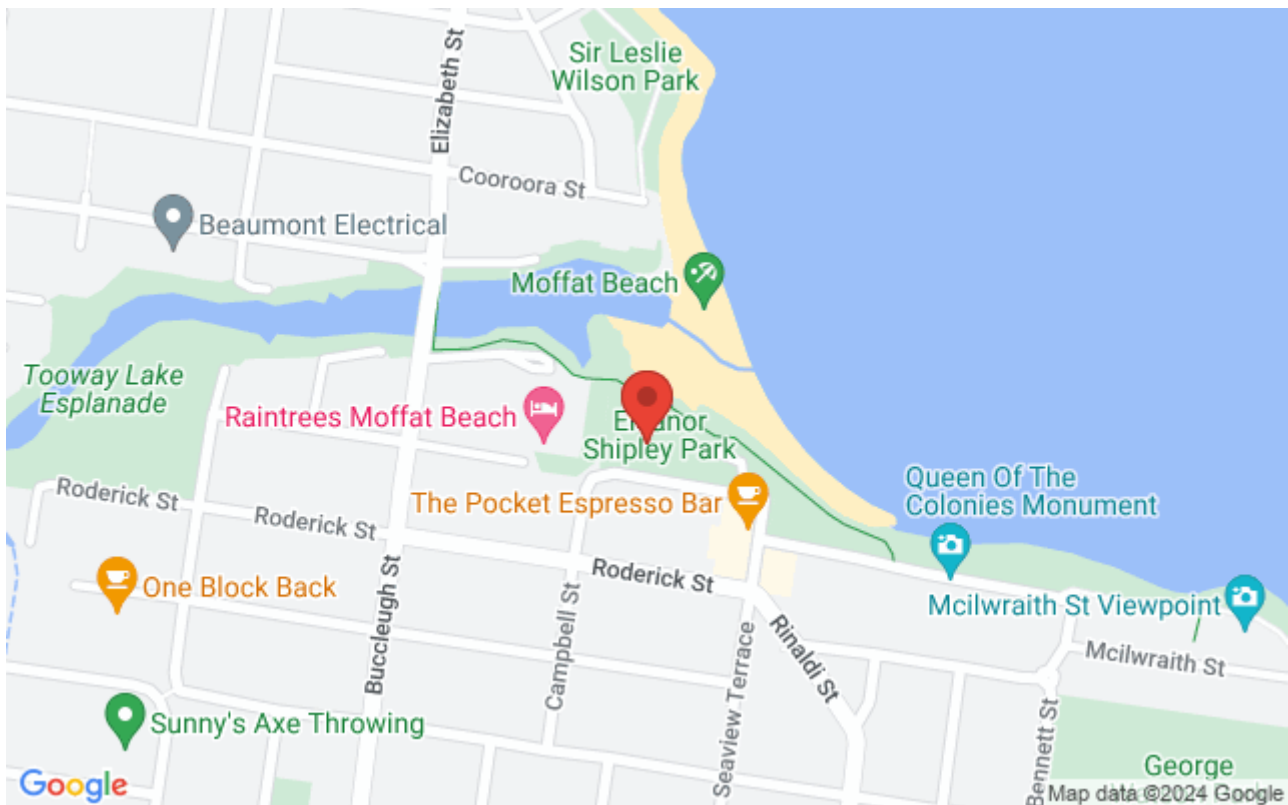 Sir Leslie
Wilson Park
Elizabeth St
Cooroora St
Beaumont Electrical
Moffat Beach
Tooway Lake
Esplanade
Raintrees Moffat Beach
Shipley Park
The Pocket Espresso Bar
Queen Of The
Colonies Monument
Roderick St
Roderick St
Roderick St
One Block Back
Buccleugh St
Campbell St
Seaview Terrace
Rinaldi St
Mcilwraith St Viewpoint
Mcilwraith St
Bennett St
Sunny's Axe Throwing
George
Google
Map data ©2024 Google